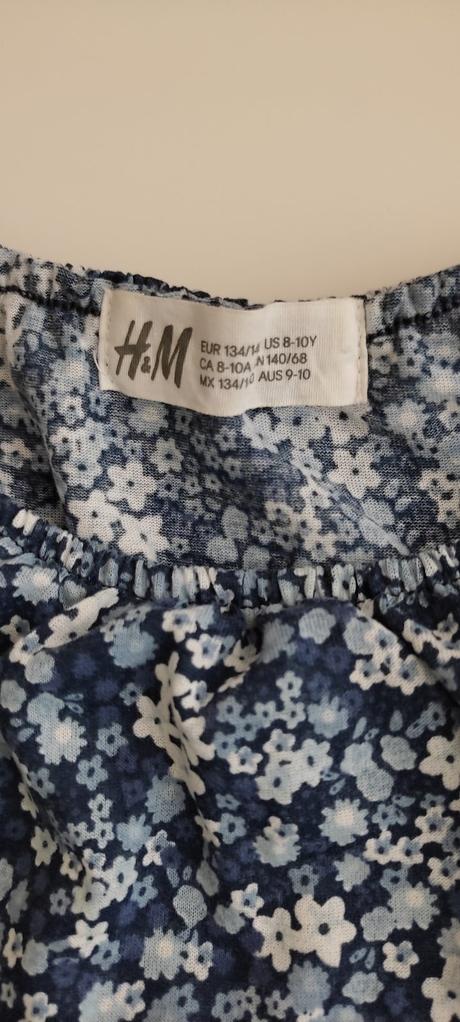 H&M
EUR 134/14 US 8-10Y
CA 8-10A N 140/68
MX 134/1 AUS 9-10